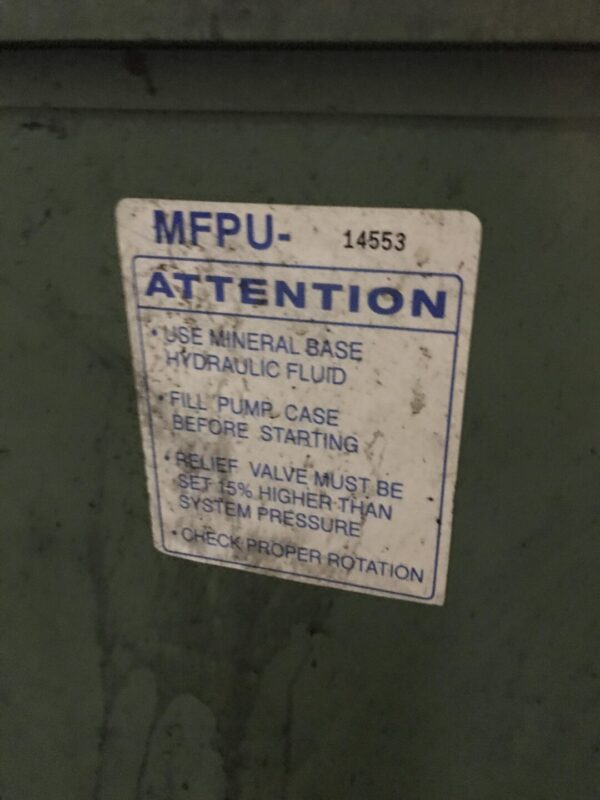 MFPU- 14553
ATTENTION
• USE MINERAL BASE
HYDRAULIC FLUID
• FILL PUMP CASE
BEFORE STARTING
• RELIEF VALVE MUST BE
SET 15% HIGHER THAN
SYSTEM PRESSURE
• CHECK PROPER ROTATION